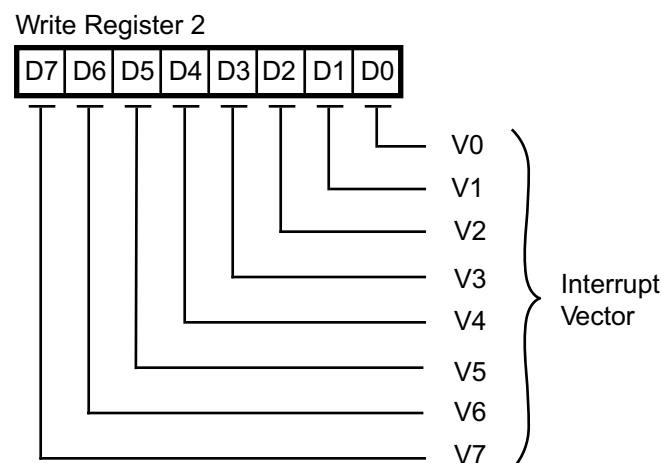 Write Register 2
D7 D6 D5 D4 D3 D2 D1 D0
V0
V1
V2
V3
V4
V5
V6
V7
Interrupt
Vector